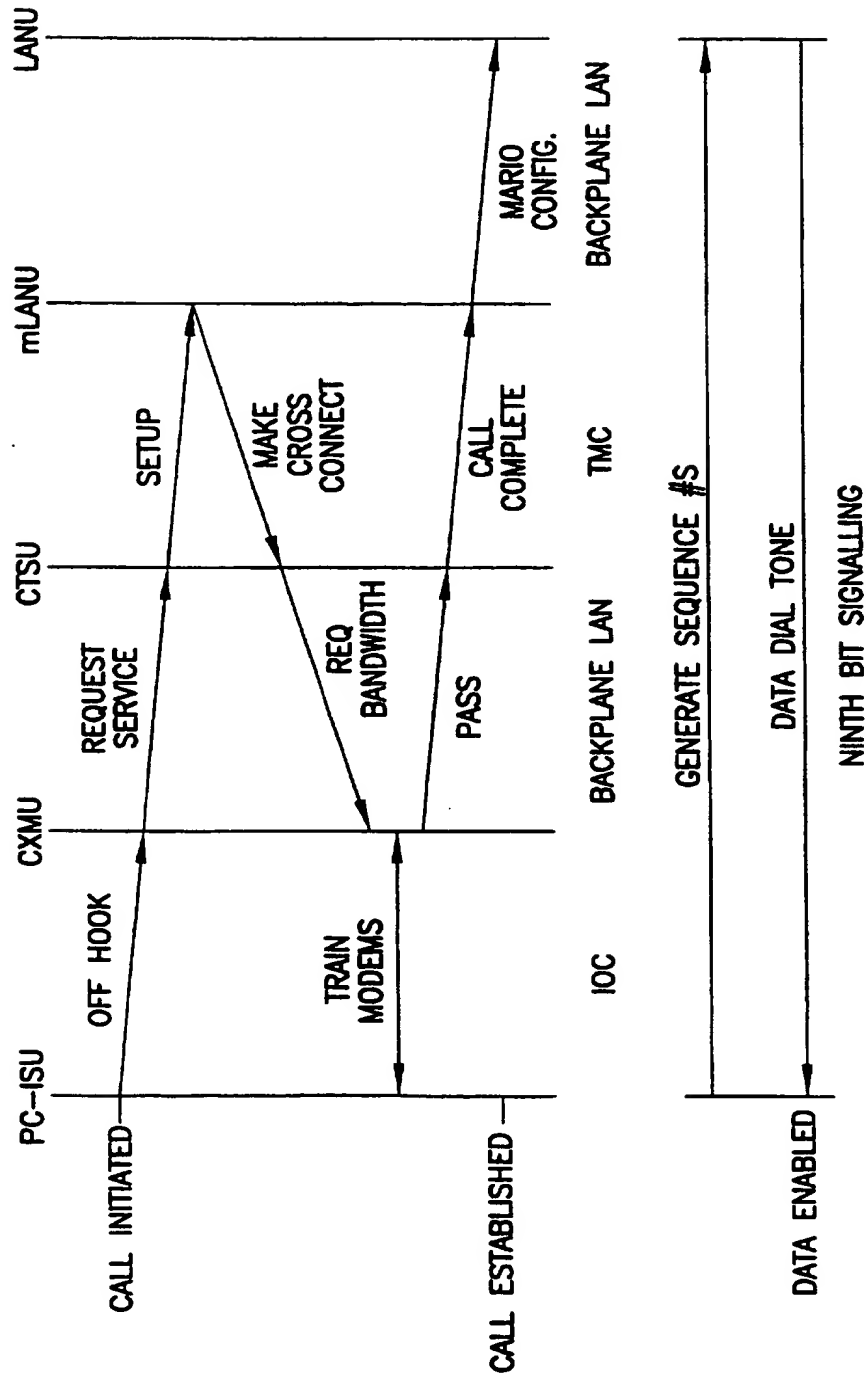 PC-ISU
CXMU
CTSU
mLANU
LANU
CALL INITIATED
OFF HOOK
REQUEST
SERVICE
SETUP
MAKE
CROSS
CONNECT
REQ
BANDWIDTH
TRAIN
MODEMS
PASS
CALL
COMPLETE
MARIO
CONFIG.
CALL ESTABLISHED
IOC
BACKPLANE LAN
TMC
BACKPLANE LAN
GENERATE SEQUENCE #S
DATA DIAL TONE
DATA ENABLED
NINTH BIT SIGNALLING